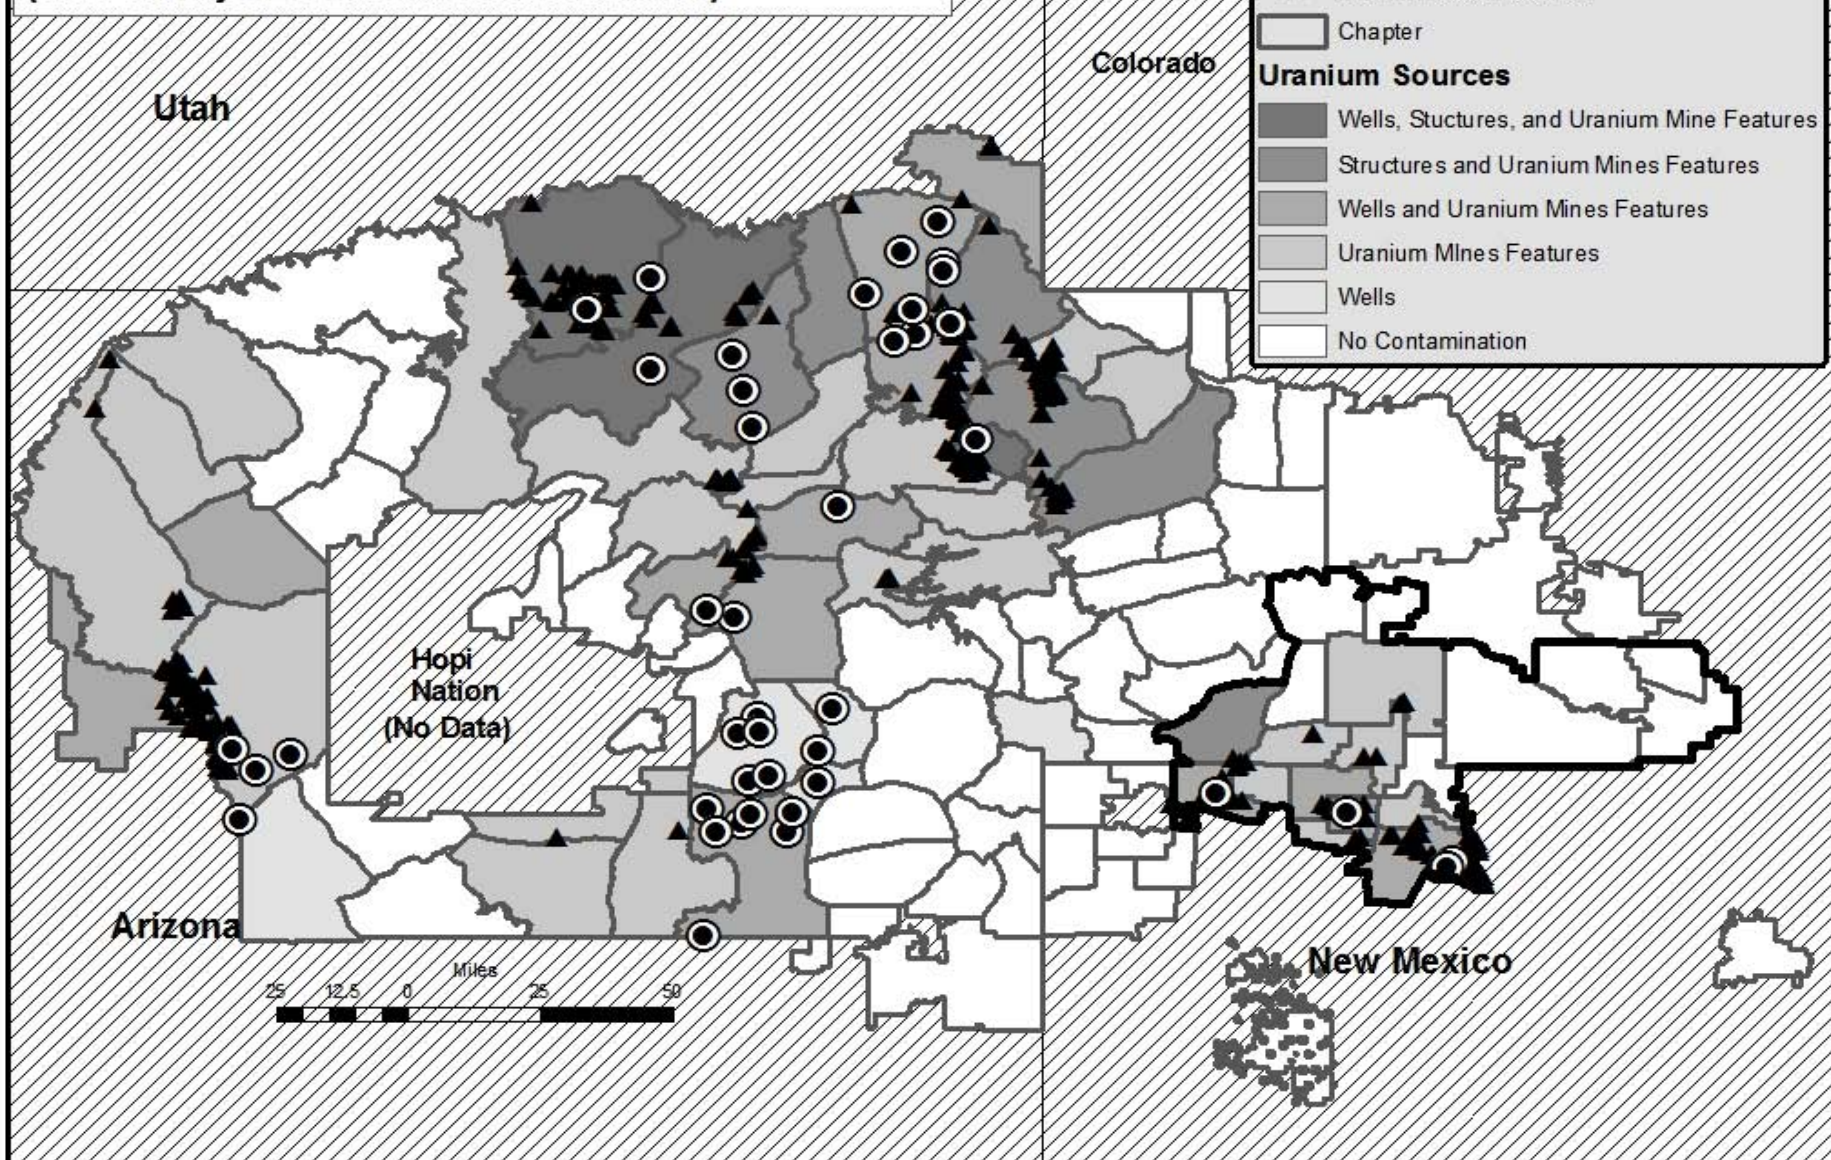 Chapter
Colorado
Uranium Sources
Utah
Wells, Stuctures, and Uranium Mine Features
Structures and Uranium Mines Features
Wells and Uranium Mines Features
Uranium MInes Features
Wells
No Contamination
Hopi
Nation
(No Data)
Arizona
New Mexico
Miles
25 12.5 0 25 50